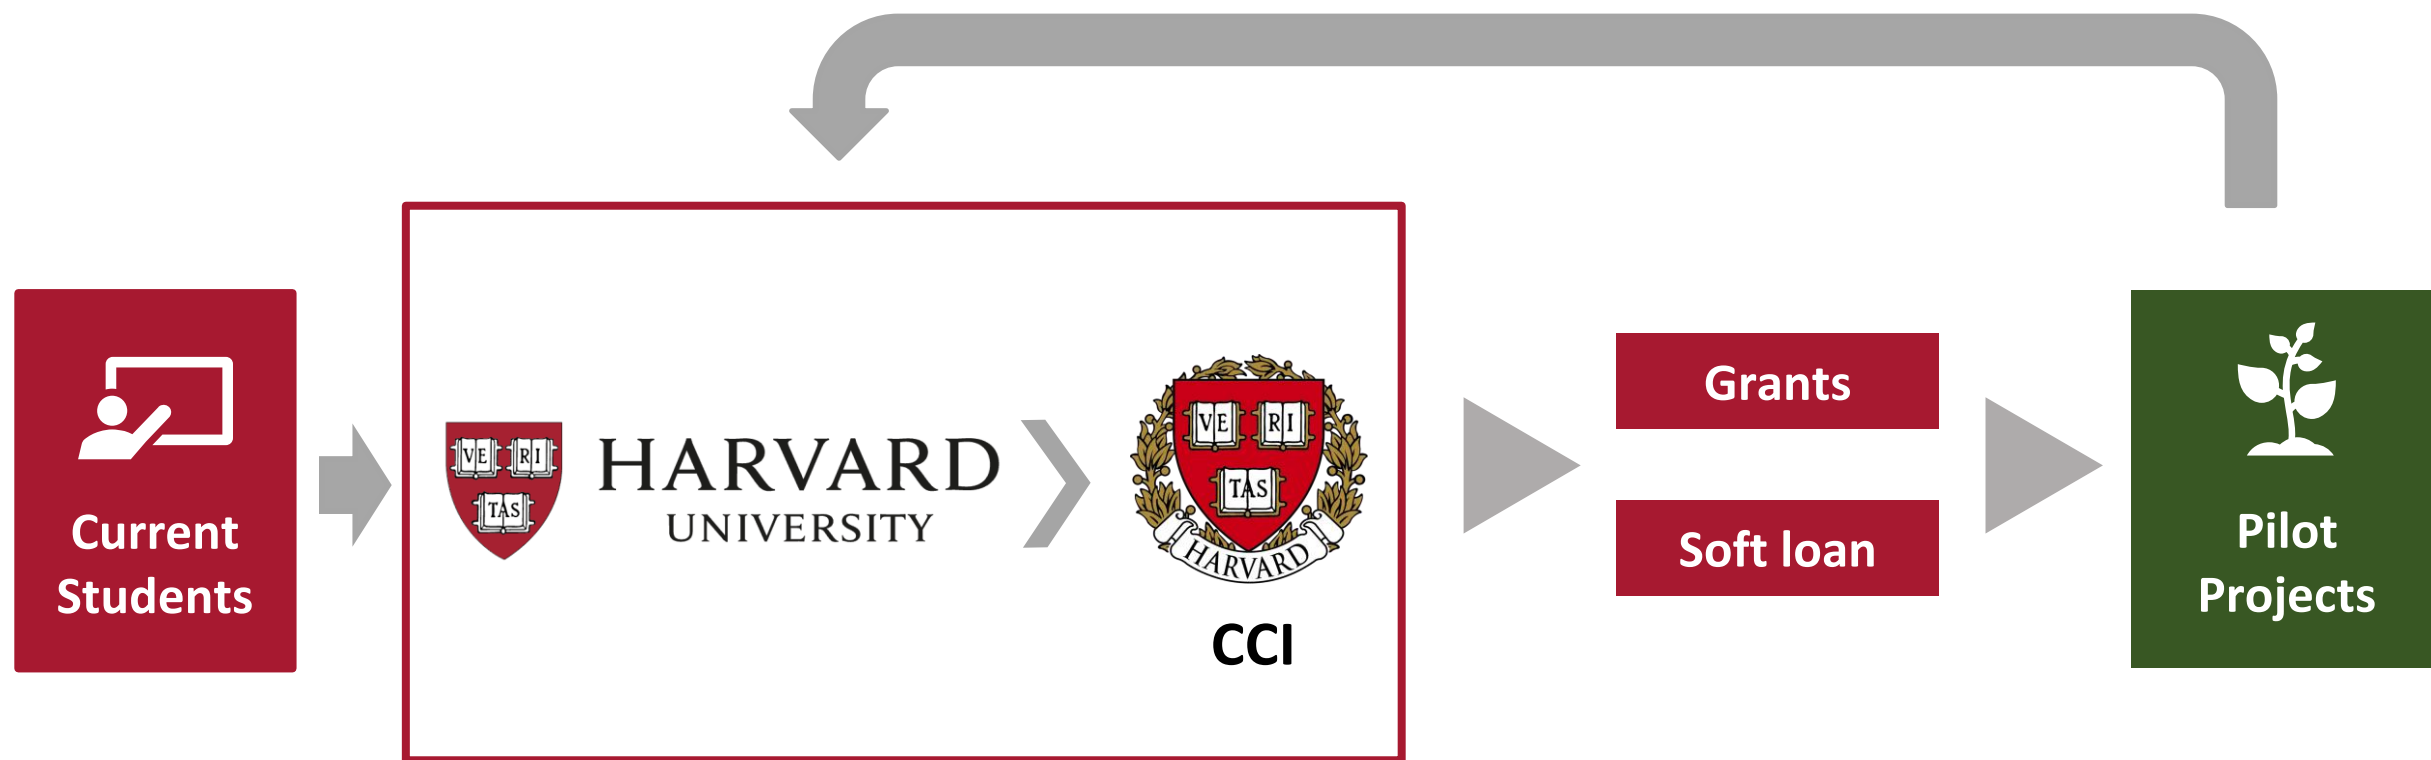 Current
Students
VE RI
TAS
HARVARD
UNIVERSITY
VE RI
TAS
HARVARD
CCI
Grants
Soft loan
Pilot
Projects